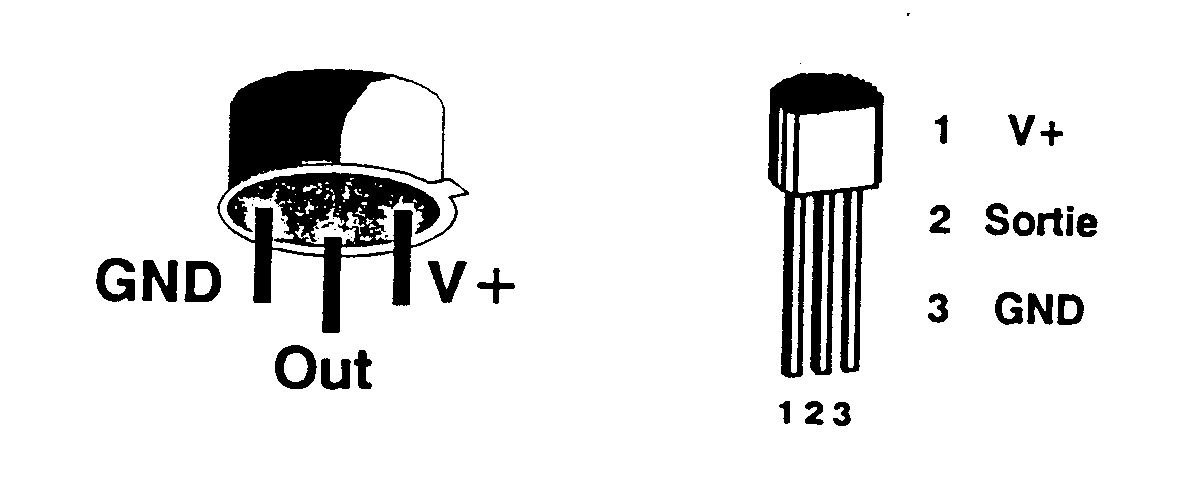 GND V+
Out
1 V+
2 Sortie
3 GND
1 2 3